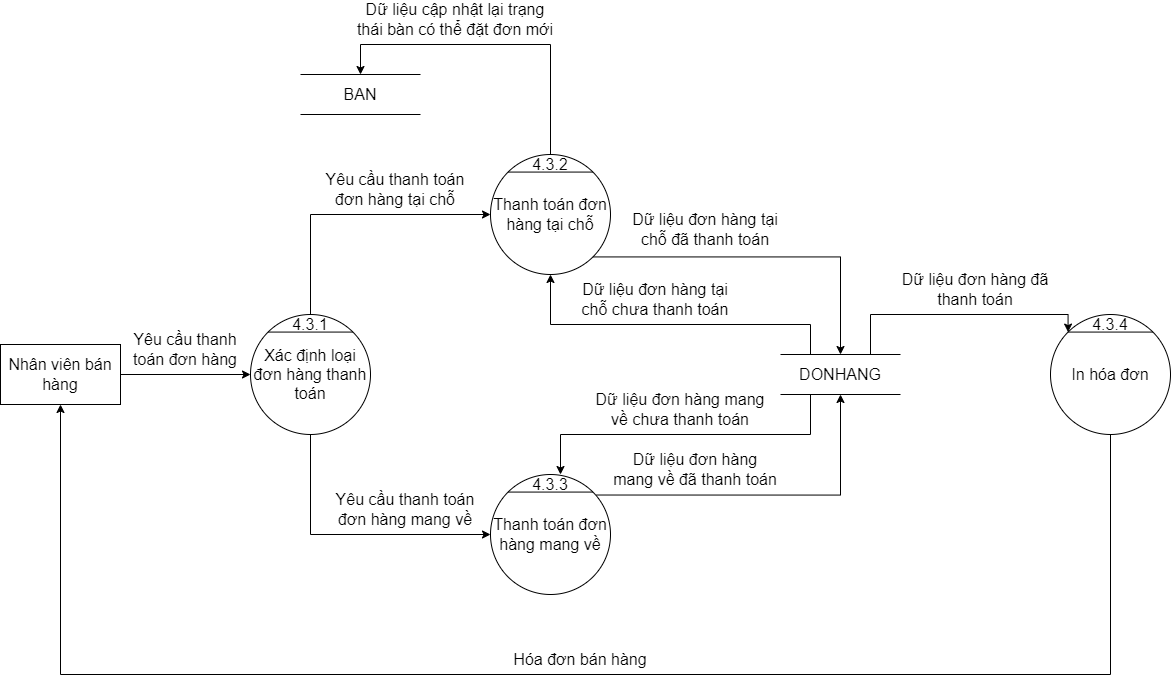 Dữ liệu cập nhật lại trạng
thái bàn có thể đặt đơn mới
BAN
4.3.2
Thanh toán đơn
hàng tại chỗ
Yêu cầu thanh toán
đơn hàng tại chỗ
Dữ liệu đơn hàng tại
chỗ đã thanh toán
Dữ liệu đơn hàng tại
chỗ chưa thanh toán
Dữ liệu đơn hàng đã
thanh toán
4.3.1
Xác định loại
đơn hàng thanh
toán
Yêu cầu thanh
toán đơn hàng
Nhân viên bán
hàng
DONHANG
4.3.4
In hóa đơn
Dữ liệu đơn hàng mang
về chưa thanh toán
Dữ liệu đơn hàng
mang về đã thanh toán
4.3.3
Thanh toán đơn
hàng mang về
Yêu cầu thanh toán
đơn hàng mang về
Hóa đơn bán hàng